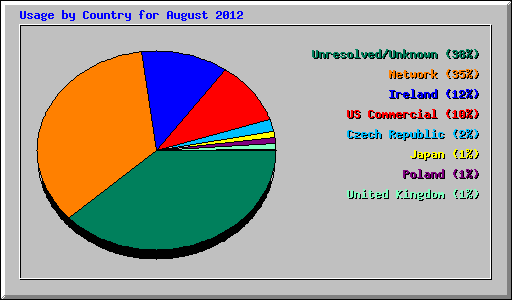 Usage by Country for August 2012
Unresolved/Unknown (38%)
Network (35%)
Ireland (12%)
US Commercial (10%)
Czech Republic (2%)
Japan (1%)
Poland (1%)
United Kingdom (1%)